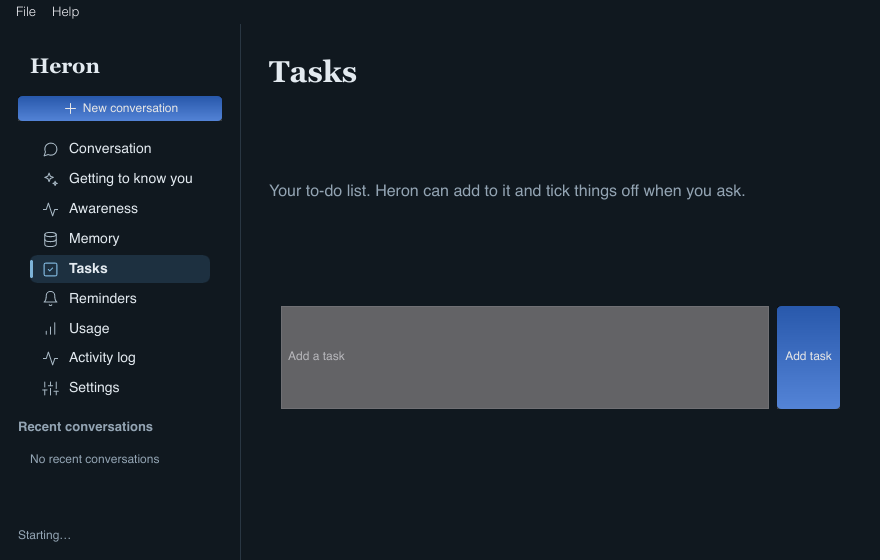 File Help
Heron
New conversation
Conversation
Getting to know you
Awareness
Memory
Tasks
Reminders
Usage
Activity log
Settings
Recent conversations
No recent conversations
Starting…
Tasks
Your to-do list. Heron can add to it and tick things off when you ask.
Add a task
Add task